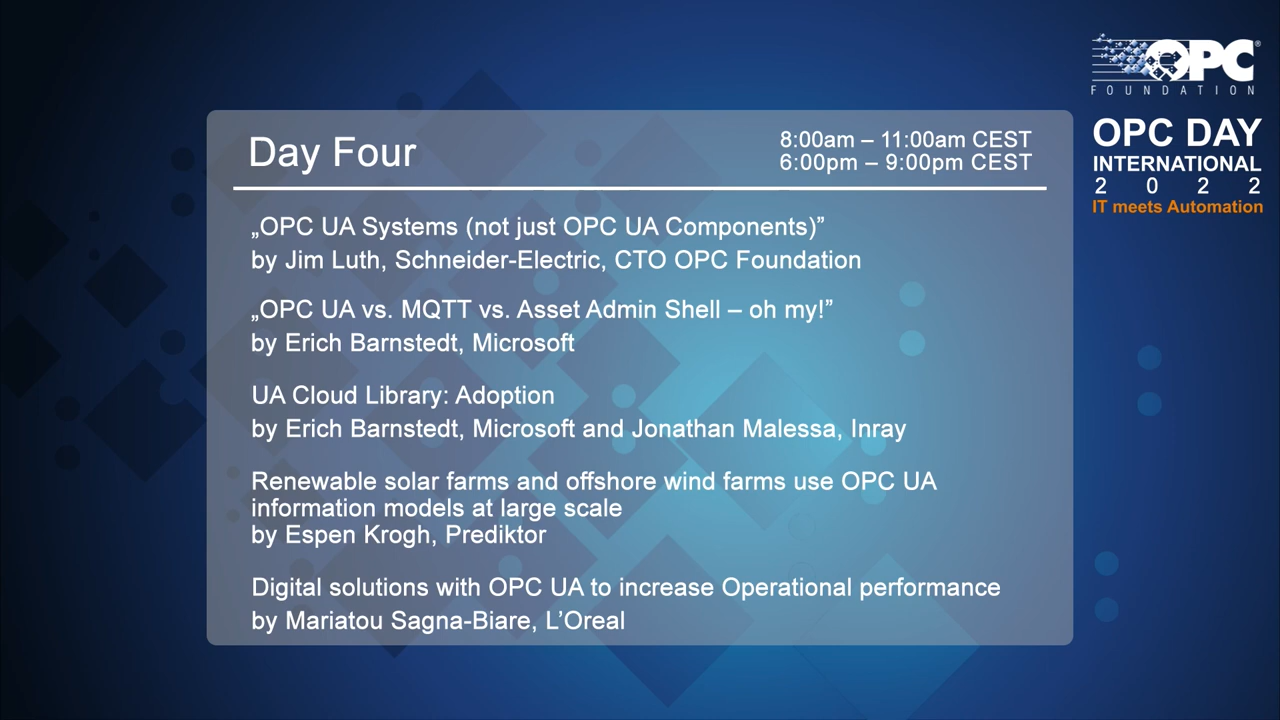 OPC
FOUNDATION
OPC DAY
INTERNATIONAL
2 0 2 2
IT meets Automation
Day Four
8:00am – 11:00am CEST
6:00pm – 9:00pm CEST
„OPC UA Systems (not just OPC UA Components)”
by Jim Luth, Schneider-Electric, CTO OPC Foundation
„OPC UA vs. MQTT vs. Asset Admin Shell – oh my!”
by Erich Barnstedt, Microsoft
UA Cloud Library: Adoption
by Erich Barnstedt, Microsoft and Jonathan Malessa, Inray
Renewable solar farms and offshore wind farms use OPC UA
information models at large scale
by Espen Krogh, Prediktor
Digital solutions with OPC UA to increase Operational performance
by Mariatou Sagna-Biare, L’Oreal